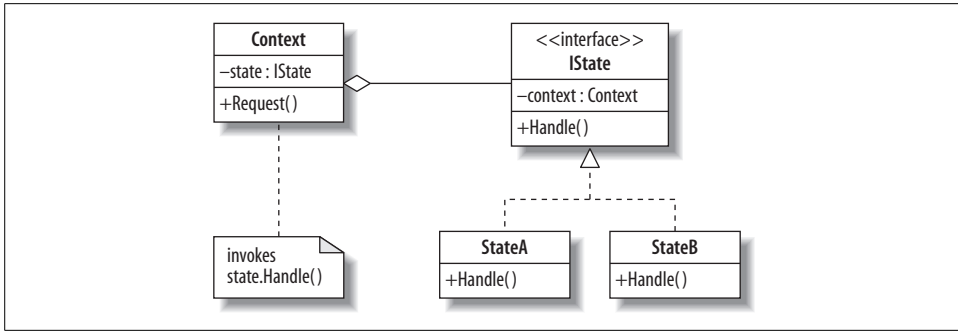 Context
–state : IState
+Request()
<<interface>>
IState
–context : Context
+Handle()
invokes
state.Handle()
StateA
+Handle()
StateB
+Handle()